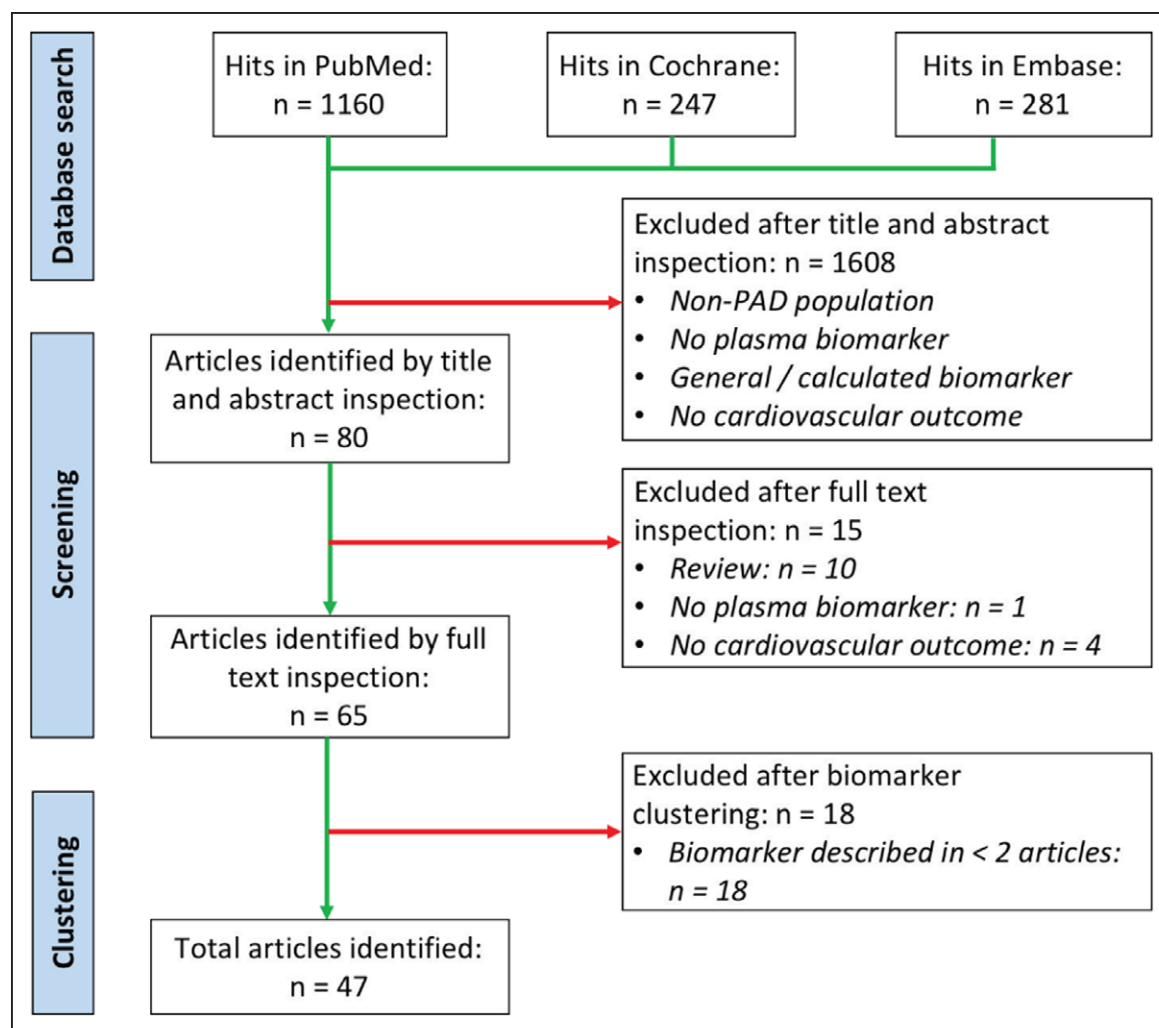 Database search
Hits in PubMed:
n = 1160
Hits in Cochrane:
n = 247
Hits in Embase:
n = 281
Excluded after title and abstract
inspection: n = 1608
• Non-PAD population
• No plasma biomarker
• General / calculated biomarker
• No cardiovascular outcome
Screening
Articles identified by title
and abstract inspection:
n = 80
Excluded after full text
inspection: n = 15
• Review: n = 10
• No plasma biomarker: n = 1
• No cardiovascular outcome: n = 4
Articles identified by full
text inspection:
n = 65
Clustering
Excluded after biomarker
clustering: n = 18
• Biomarker described in < 2 articles:
n = 18
Total articles identified:
n = 47